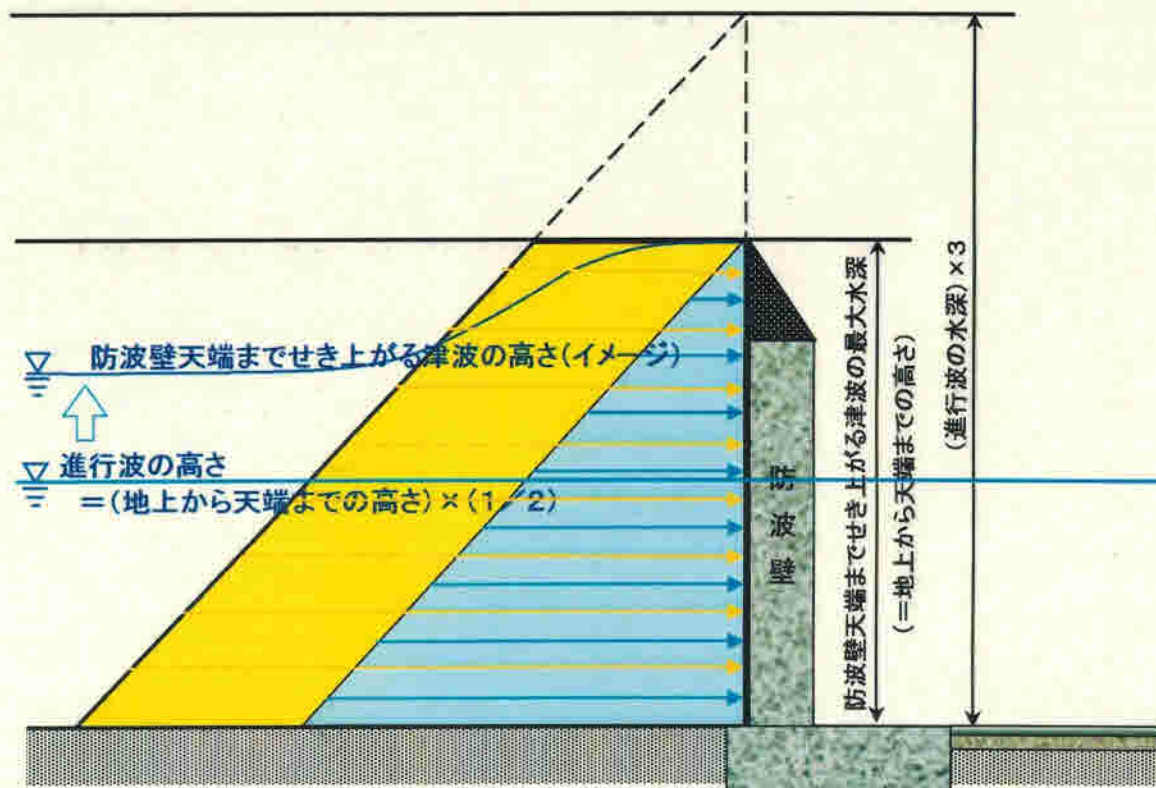 防波壁天端までせき上がる津波の高さ(イメージ)
進行波の高さ
=(地上から天端までの高さ)×(1/2)
防波壁
防波壁天端までせき上がる津波の最大水深
(=地上から天端までの高さ)
(進行波の水深)×3